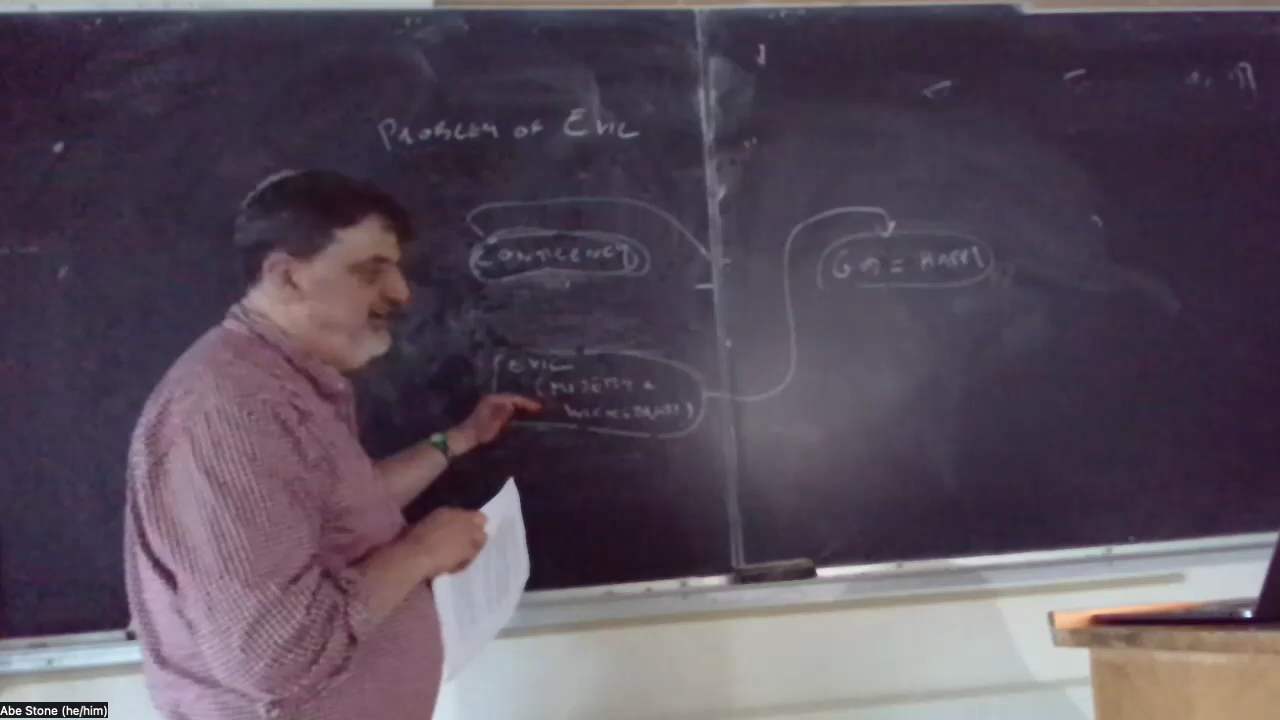 PROBLEM OF EVIL
CONTINGENCY
GOD = HAPPY
EVIL
(MISERY &
WICKEDNESS)
Abe Stone (he/him)